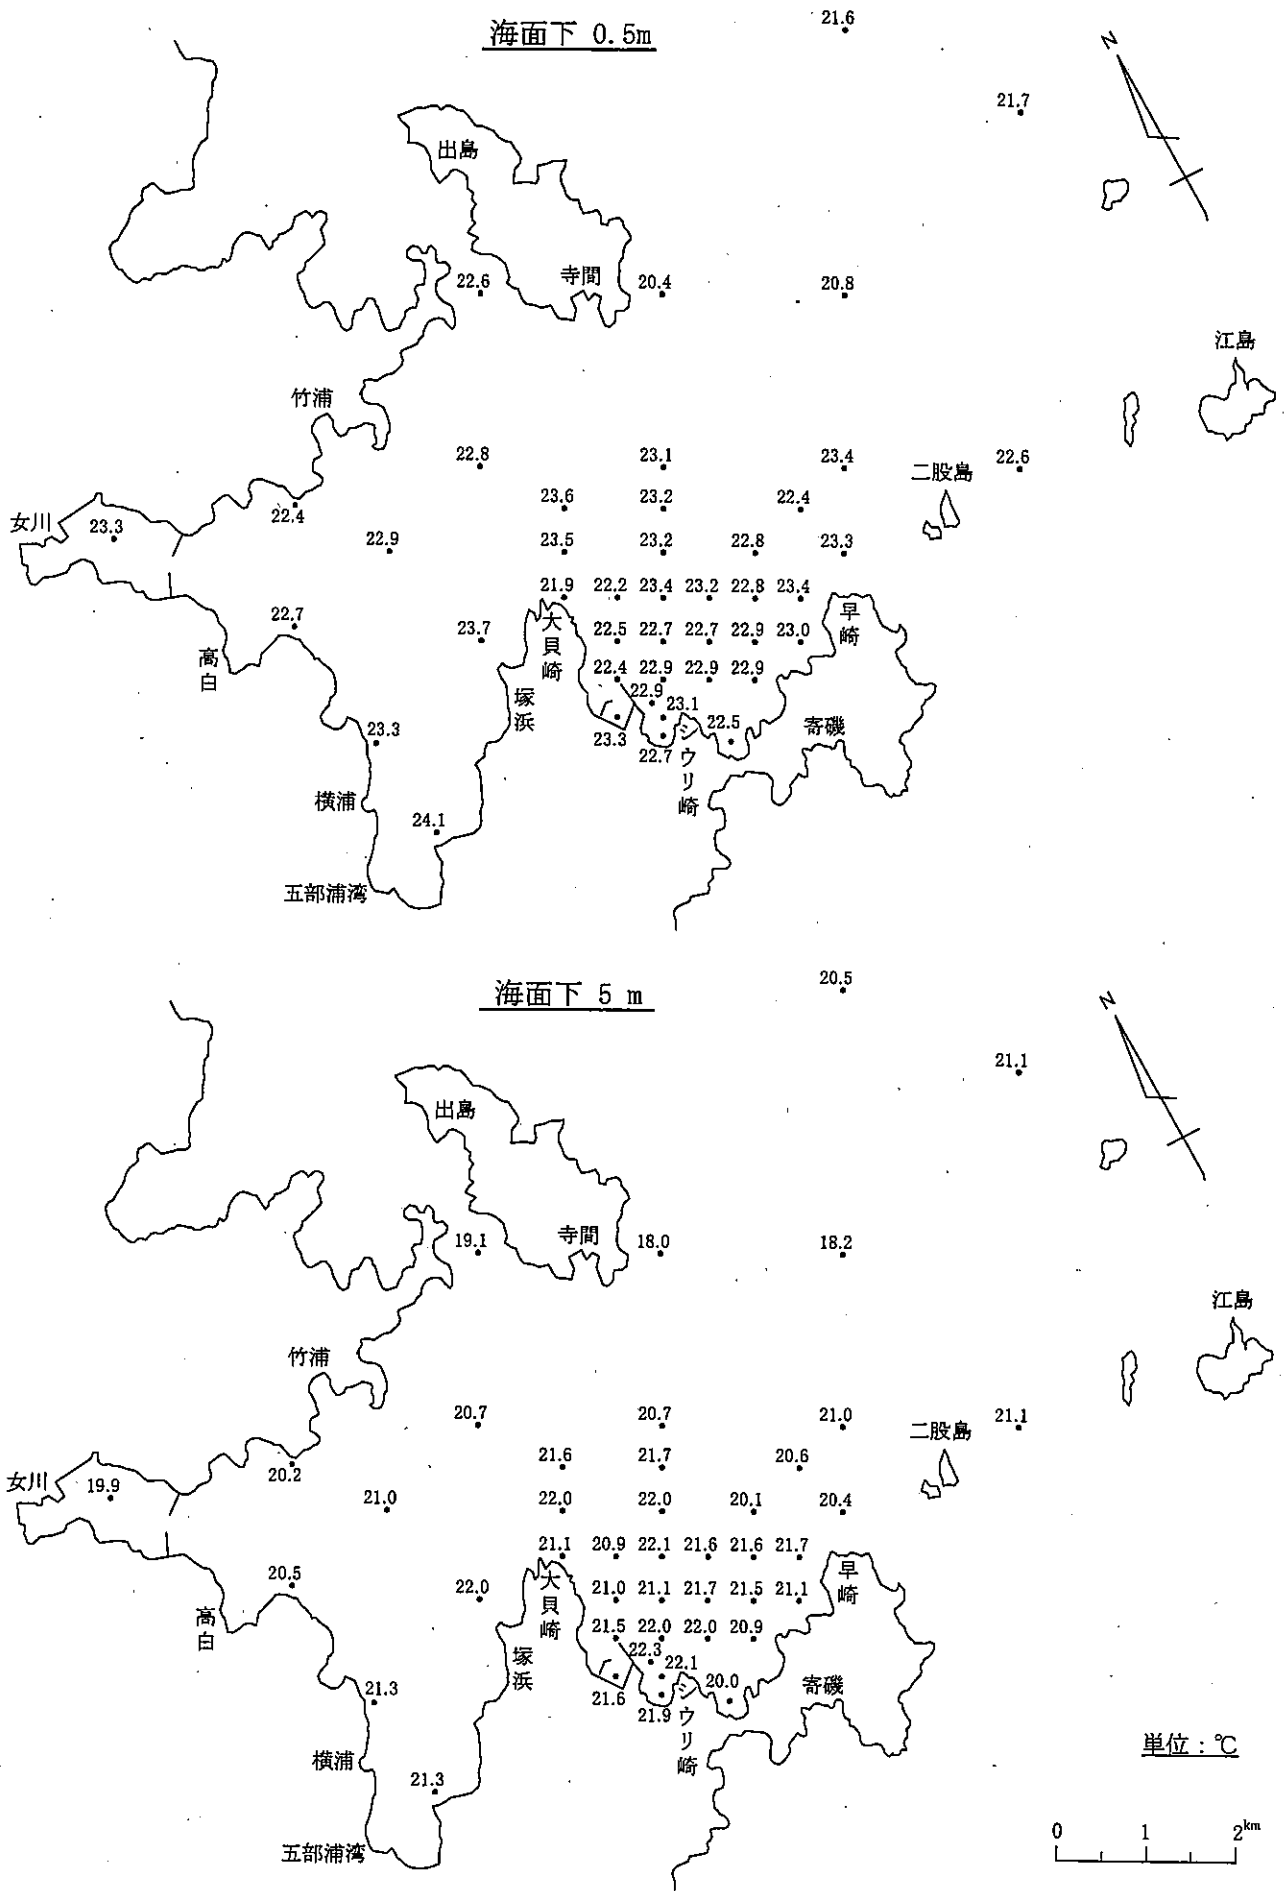 海面下 0.5m
21.6
N
21.7
出島
寺間
22.6
20.4
20.8
江島
竹浦
22.8
23.1
23.4
二股島
22.6
23.6
23.2
22.4
女川
23.3
22.4
22.9
23.5
23.2
22.8
23.3
21.9
22.2
23.4
23.2
22.8
23.4
早崎
22.7
23.7
大貝崎
22.5
22.7
22.7
22.9
23.0
高白
22.4
22.9
22.9
22.9
塚浜
22.9
23.1
23.3
23.3
22.7
シウリ崎
22.5
寄磯
横浦
24.1
五部浦湾
海面下 5 m
20.5
N
21.1
出島
寺間
19.1
18.0
18.2
江島
竹浦
20.7
20.7
21.0
二股島
21.1
21.6
21.7
20.6
女川
19.9
20.2
21.0
22.0
22.0
20.1
20.4
21.1
20.9
22.1
21.6
21.6
21.7
早崎
20.5
22.0
大貝崎
21.0
21.1
21.7
21.5
21.1
高白
21.5
22.0
22.0
20.9
塚浜
22.3
22.1
21.3
21.6
21.9
シウリ崎
20.0
寄磯
横浦
21.3
五部浦湾
単位：℃
0 1 2km